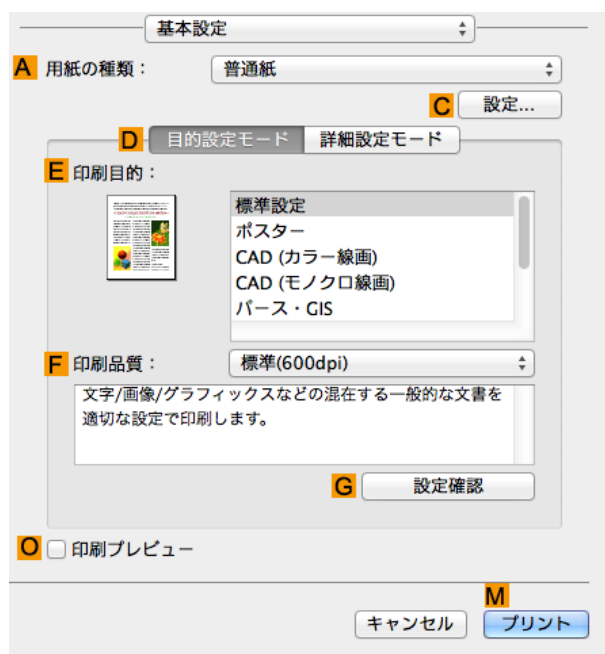 基本設定
A 用紙の種類： 普通紙
C 設定...
D 目的設定モード 詳細設定モード
E 印刷目的：
標準設定
ポスター
CAD (カラー線画)
CAD (モノクロ線画)
パース・GIS
F 印刷品質： 標準(600dpi)
文字/画像/グラフィックスなどの混在する一般的な文書を
適切な設定で印刷します。
G 設定確認
O 印刷プレビュー
M
キャンセル プリント